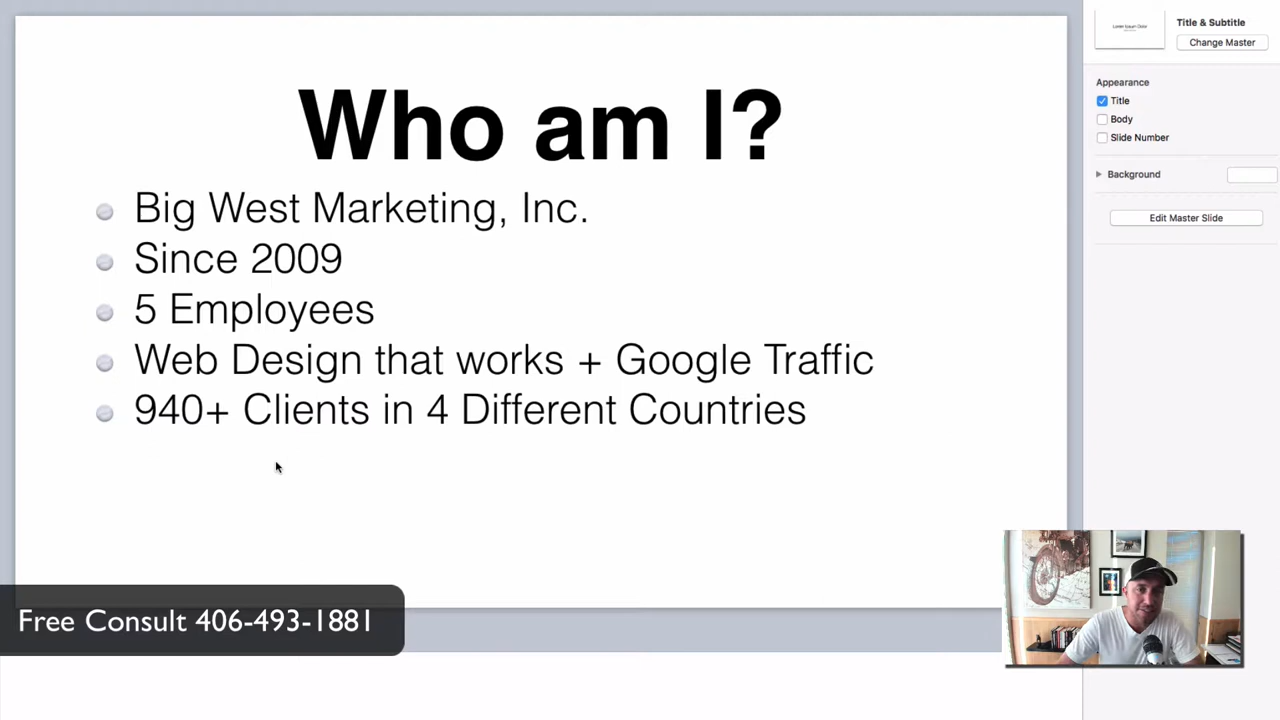 Who am I?
Big West Marketing, Inc.
Since 2009
5 Employees
Web Design that works + Google Traffic
940+ Clients in 4 Different Countries
Free Consult 406-493-1881
Title & Subtitle
Change Master
Appearance
Title
Body
Slide Number
Background
Edit Master Slide